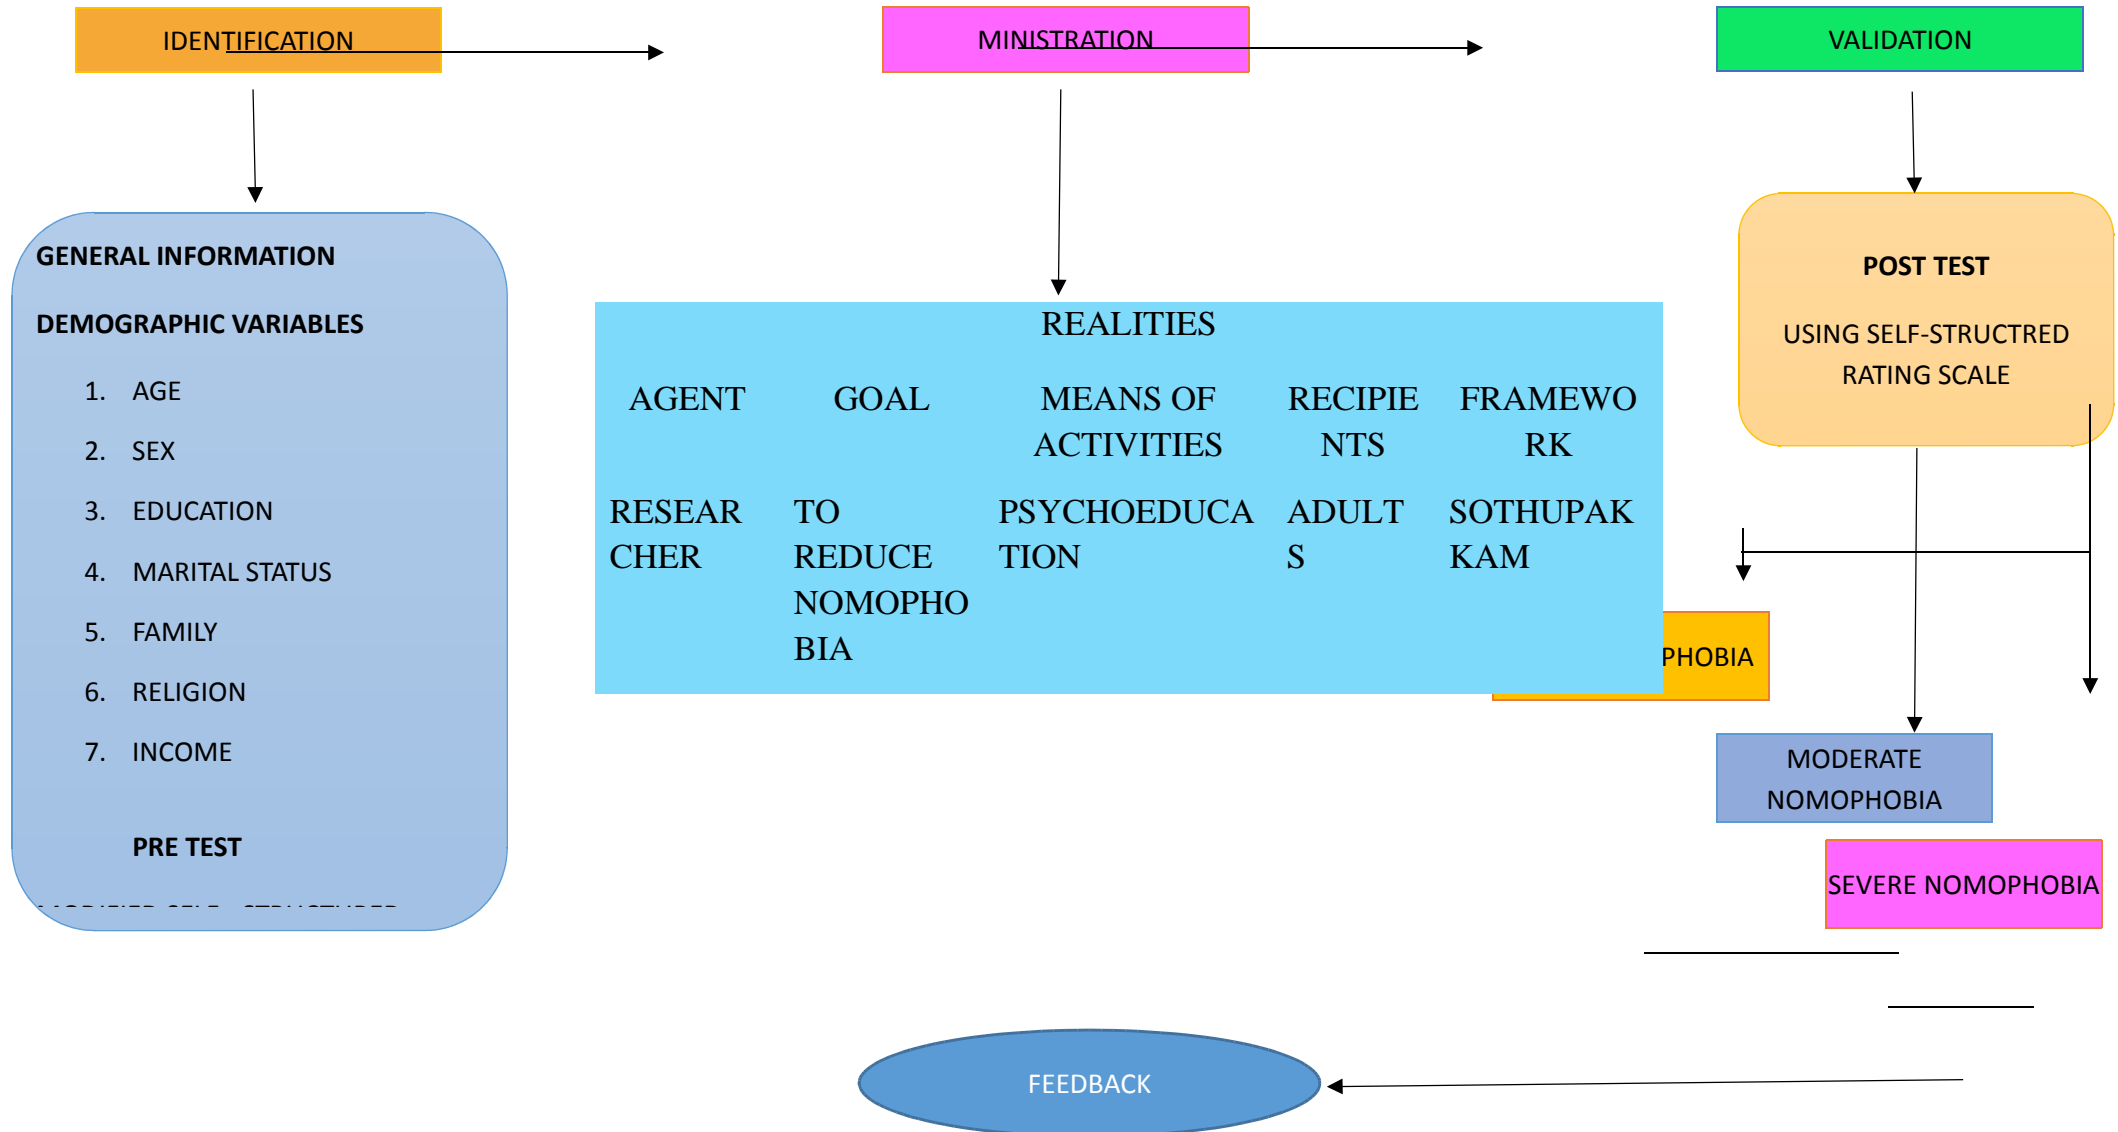 IDENTIFICATION
MINISTRATION
VALIDATION
GENERAL INFORMATION
DEMOGRAPHIC VARIABLES
1. AGE
2. SEX
3. EDUCATION
4. MARITAL STATUS
5. FAMILY
6. RELIGION
7. INCOME
PRE TEST
REALITIES
AGENT
GOAL
MEANS OF
ACTIVITIES
RECIPIE
NTS
FRAMEWO
RK
RESEAR
CHER
TO
REDUCE
NOMOPHO
BIA
PSYCHOEDUCA
TION
ADULT
S
SOTHUPAK
KAM
POST TEST
USING SELF-STRUCTRED
RATING SCALE
PHOBIA
MODERATE
NOMOPHOBIA
SEVERE NOMOPHOBIA
FEEDBACK